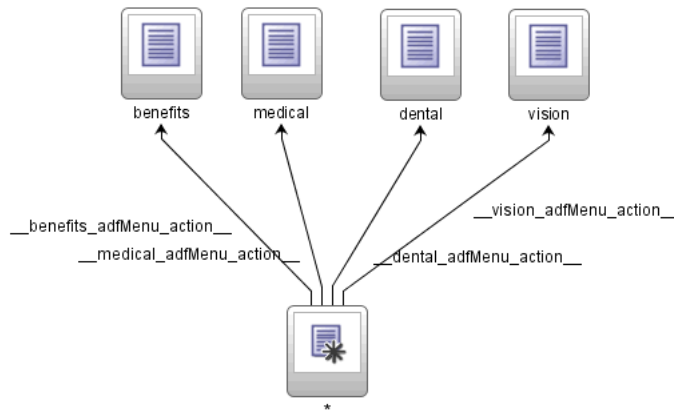 benefits
medical
dental
vision
__vision_adfMenu_action__
__benefits_adfMenu_action__
__medical_adfMenu_action__
__dental_adfMenu_action__
*